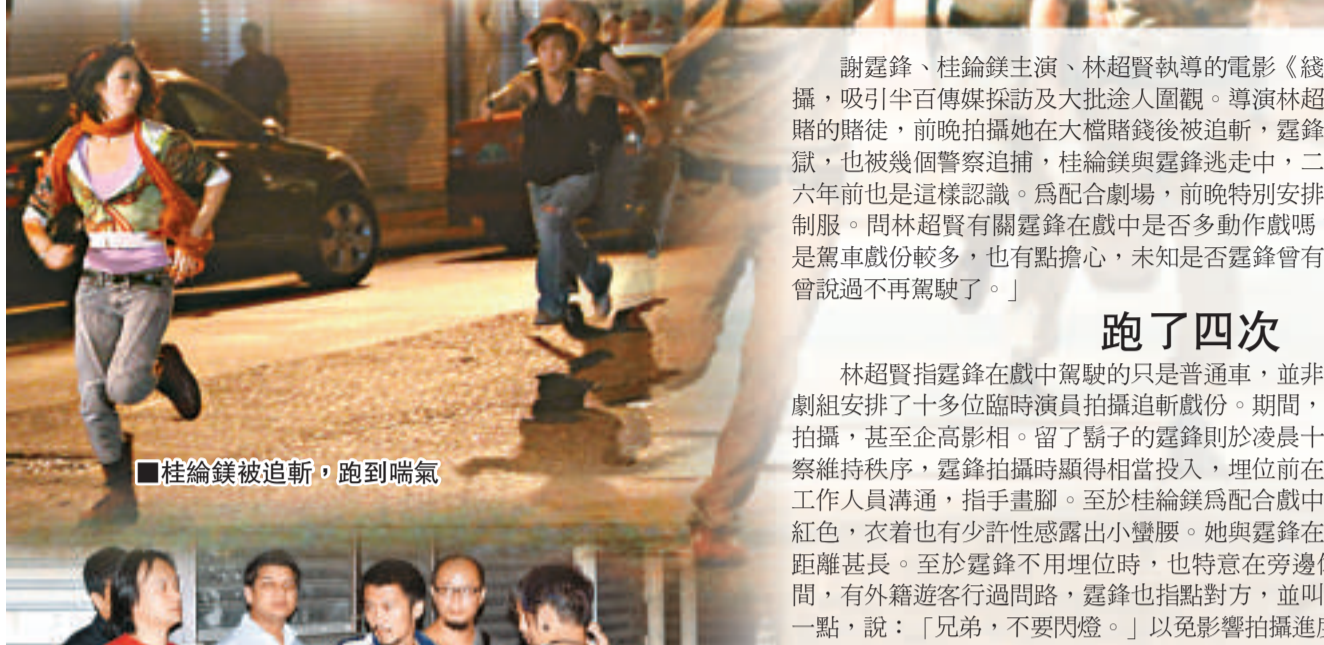 謝霆鋒、桂鎦鎂主演、林超賢執導的電影《綫
攝，吸引半百傳媒採訪及大批途人圍觀。導演林超
賭的賭徒，前晚拍攝她在大檔賭錢後被追斬，霆鋒
獄，也被幾個警察追捕，桂綸鎂與霆鋒逃走中，二
六年前也是這樣認識。爲配合劇場，前晚特別安排
制服。問林超賢有關霆鋒在戲中是否多動作戲嗎
是駕車戲份較多，也有點擔心，未知是否霆鋒曾有
曾說過不再駕駛了。」
跑了四次
林超賢指霆鋒在戲中駕駛的只是普通車，並非
劇組安排了十多位臨時演員拍攝追斬戲份。期間，
拍攝，甚至企高影相。留了鬍子的霆鋒則於凌晨十
察維持秩序，霆鋒拍攝時顯得相當投入，埋位前在
工作人員溝通，指手畫腳。至於桂綸鎂爲配合戲中
紅色，衣着也有少許性感露出小蠻腰。她與霆鋒在
距離甚長。至於霆鋒不用埋位時，也特意在旁邊
間，有外籍遊客行過問路，霆鋒也指點對方，並叫
一點，說：「兄弟，不要閃燈。」以免影響拍攝進度
■桂綸鎂被追斬，跑到喘氣